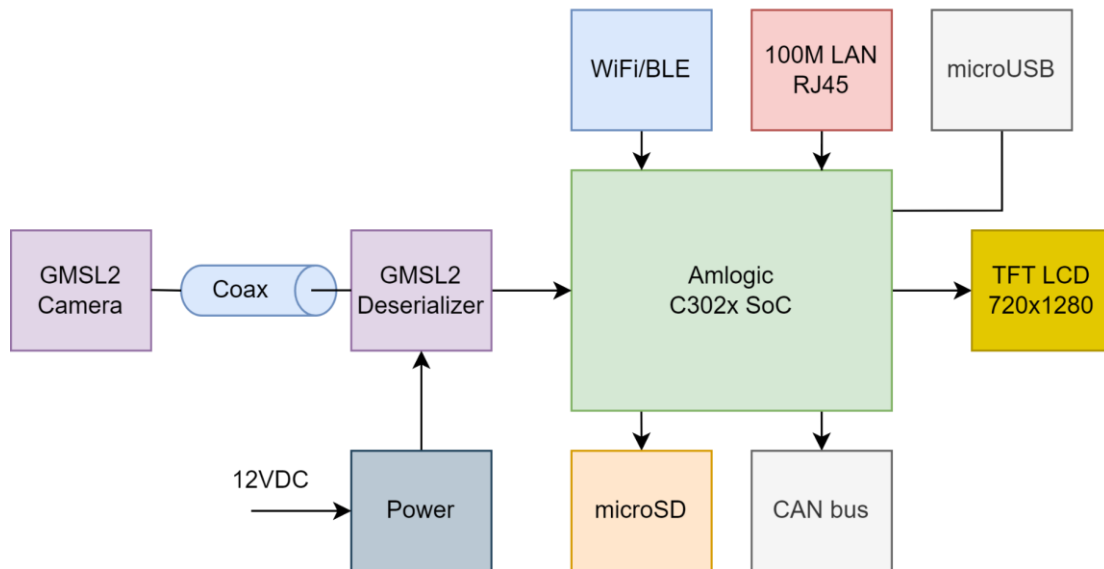 WiFi/BLE
100M LAN
RJ45
microUSB
GMSL2
Camera
Coax
GMSL2
Deserializer
Amlogic
C302x SoC
TFT LCD
720x1280
12VDC
Power
microSD
CAN bus